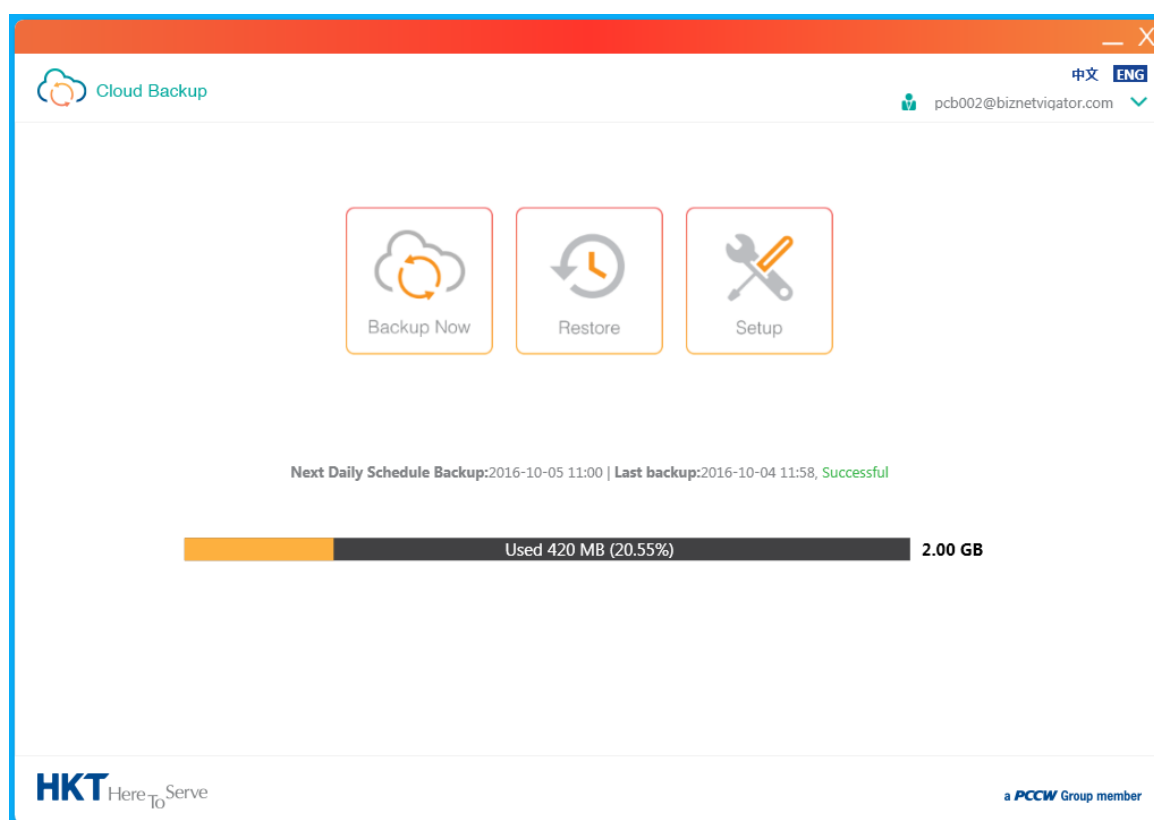 — X
Cloud Backup
中文 ENG
pcb002@biznetviqator.com
Backup Now
Restore
Setup
Next Daily Schedule Backup:2016-10-05 11:00 | Last backup:2016-10-04 11:58, Successful
Used 420 MB (20.55%) 2.00 GB
HKT Here To Serve
a PCCW Group member